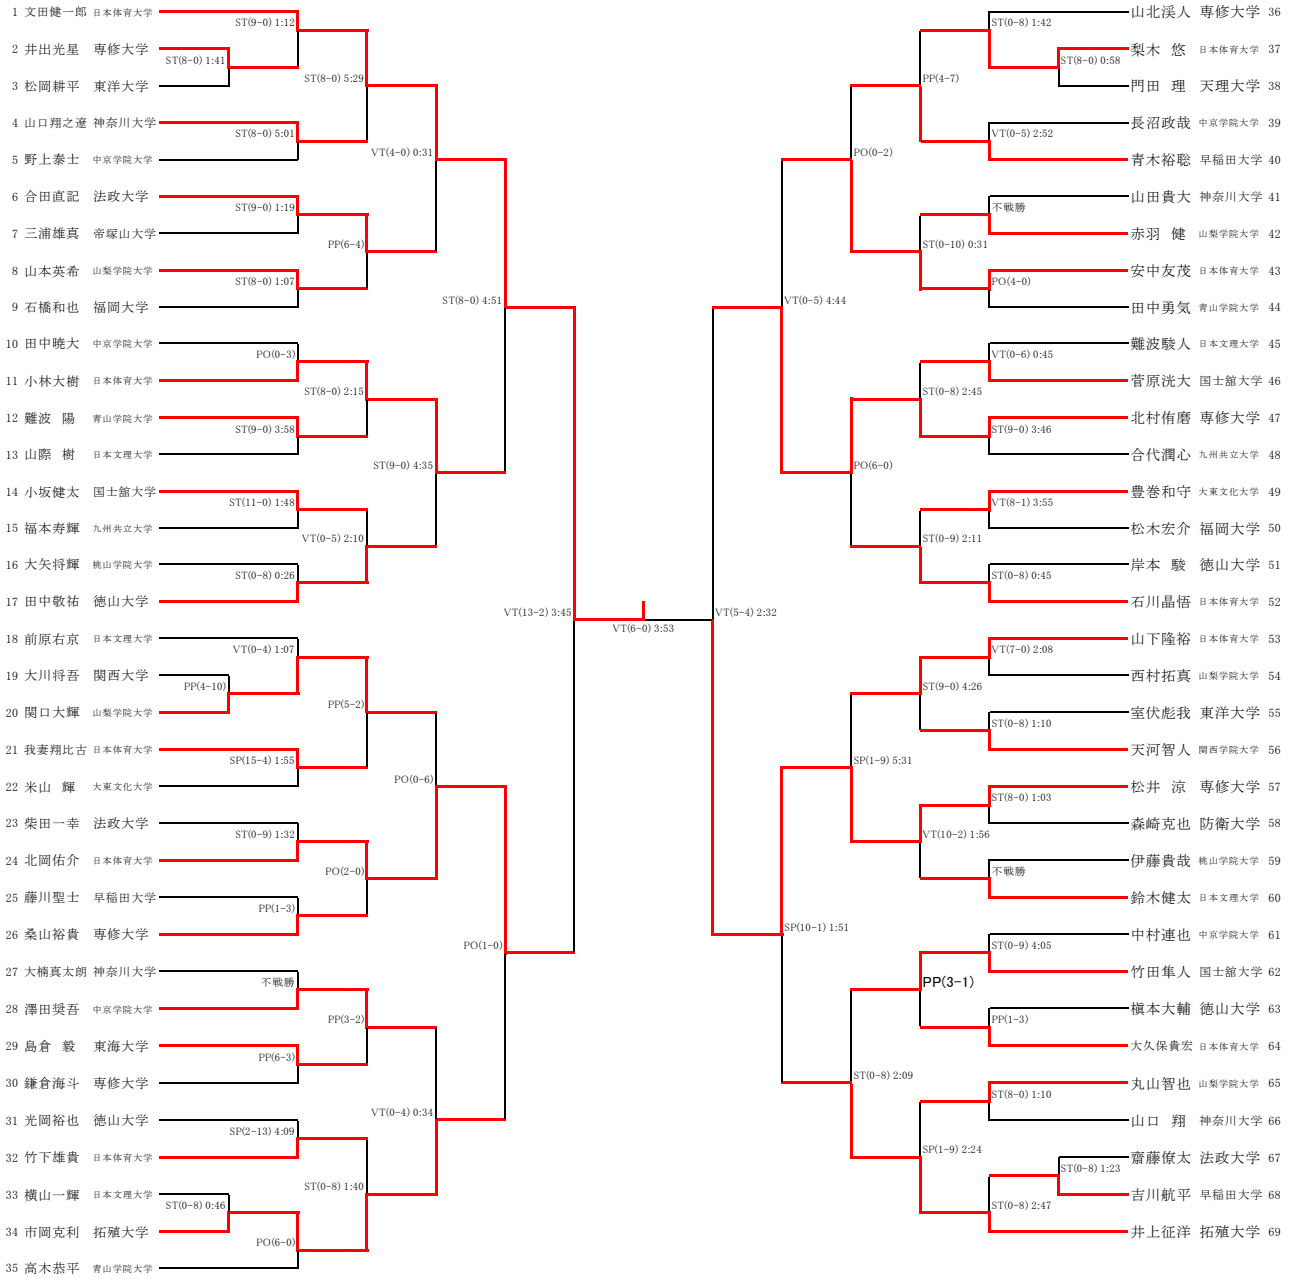 1 文田健一郎 日本体育大学
ST(9-0) 1:12
2 井出光星 専修大学
ST(8-0) 1:41
3 松岡耕平 東洋大学
ST(8-0) 5:29
4 山口翔之遼 神奈川大学
ST(8-0) 5:01
5 野上泰士 中京学院大学
VT(4-0) 0:31
6 合田直記 法政大学
ST(9-0) 1:19
7 三浦雄真 帝塚山大学
PP(6-4)
8 山本英希 山梨学院大学
ST(8-0) 1:07
9 石橋和也 福岡大学
ST(8-0) 4:51
10 田中暁大 中京学院大学
PO(0-3)
11 小林大樹 日本体育大学
ST(8-0) 2:15
12 難波 陽 青山学院大学
ST(9-0) 3:58
13 山際 樹 日本文理大学
ST(9-0) 4:35
14 小坂健太 国士舘大学
ST(11-0) 1:48
15 福本寿輝 九州共立大学
VT(0-5) 2:10
16 大矢将輝 桃山学院大学
ST(0-8) 0:26
17 田中敬祐 徳山大学
VT(13-2) 3:45
18 前原右京 日本文理大学
VT(0-4) 1:07
19 大川将吾 関西大学
PP(4-10)
20 関口大輝 山梨学院大学
PP(5-2)
21 我妻翔比古 日本体育大学
SP(15-4) 1:55
22 米山 輝 大東文化大学
PO(0-6)
23 柴田一幸 法政大学
ST(0-9) 1:32
24 北岡佑介 日本体育大学
PO(2-0)
25 藤川聖士 早稲田大学
PP(1-3)
26 桑山裕貴 専修大学
PO(1-0)
27 大楠真太朗 神奈川大学
不戦勝
28 澤田奨吾 中京学院大学
PP(3-2)
29 島倉 毅 東海大学
PP(6-3)
30 鎌倉海斗 専修大学
VT(0-4) 0:34
31 光岡裕也 徳山大学
SP(2-13) 4:09
32 竹下雄貴 日本体育大学
ST(0-8) 1:40
33 横山一輝 日本文理大学
ST(0-8) 0:46
34 市岡克利 拓殖大学
PO(6-0)
35 高木恭平 青山学院大学
VT(6-0) 3:53
山北渓人 専修大学 36
ST(0-8) 1:42
梨木 悠 日本体育大学 37
ST(8-0) 0:58
門田 理 天理大学 38
PP(4-7)
長沼政哉 中京学院大学 39
VT(0-5) 2:52
青木裕聡 早稲田大学 40
PO(0-2)
山田貴大 神奈川大学 41
不戦勝
赤羽 健 山梨学院大学 42
ST(0-10) 0:31
安中友茂 日本体育大学 43
PO(4-0)
田中勇気 青山学院大学 44
VT(0-5) 4:44
難波駿人 日本文理大学 45
VT(0-6) 0:45
菅原洸大 国士舘大学 46
ST(0-8) 2:45
北村侑磨 専修大学 47
ST(9-0) 3:46
合代潤心 九州共立大学 48
PO(6-0)
豊巻和守 大東文化大学 49
VT(8-1) 3:55
松木宏介 福岡大学 50
ST(0-9) 2:11
岸本 駿 徳山大学 51
ST(0-8) 0:45
石川晶悟 日本体育大学 52
VT(5-4) 2:32
山下隆裕 日本体育大学 53
VT(7-0) 2:08
西村拓真 山梨学院大学 54
ST(9-0) 4:26
室伏彪我 東洋大学 55
ST(0-8) 1:10
天河智人 関西学院大学 56
SP(1-9) 5:31
松井 涼 専修大学 57
ST(8-0) 1:03
森崎克也 防衛大学 58
VT(10-2) 1:56
伊藤貴哉 桃山学院大学 59
不戦勝
鈴木健太 日本文理大学 60
SP(10-1) 1:51
中村連也 中京学院大学 61
ST(0-9) 4:05
竹田隼人 国士舘大学 62
PP(3-1)
槇本大輔 徳山大学 63
PP(1-3)
大久保貴宏 日本体育大学 64
ST(0-8) 2:09
丸山智也 山梨学院大学 65
ST(8-0) 1:10
山口 翔 神奈川大学 66
SP(1-9) 2:24
齋藤僚太 法政大学 67
ST(0-8) 1:23
吉川航平 早稲田大学 68
ST(0-8) 2:47
井上征洋 拓殖大学 69